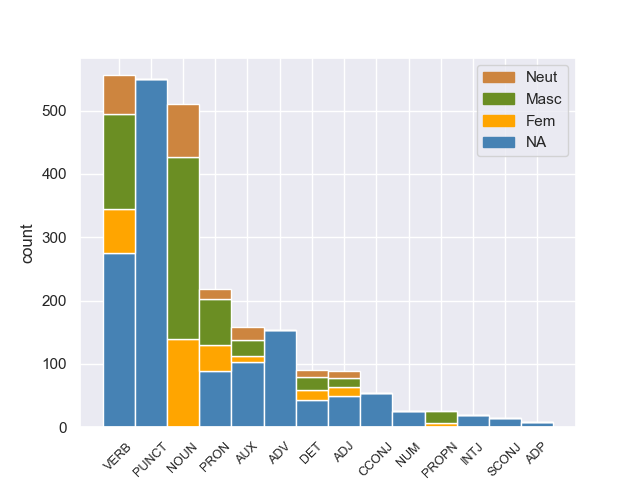 Neut
Masc
Fem
NA
count
500
400
300
200
100
0
VERB
PUNCT
NOUN
PRON
AUX
ADV
DET
ADJ
CCONJ
NUM
PROPN
INTJ
SCONJ
ADP